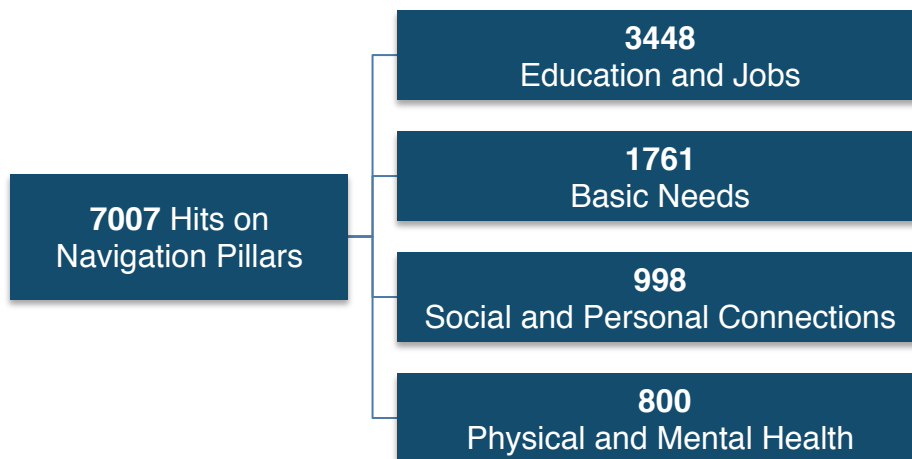 7007 Hits on
Navigation Pillars
3448
Education and Jobs
1761
Basic Needs
998
Social and Personal Connections
800
Physical and Mental Health